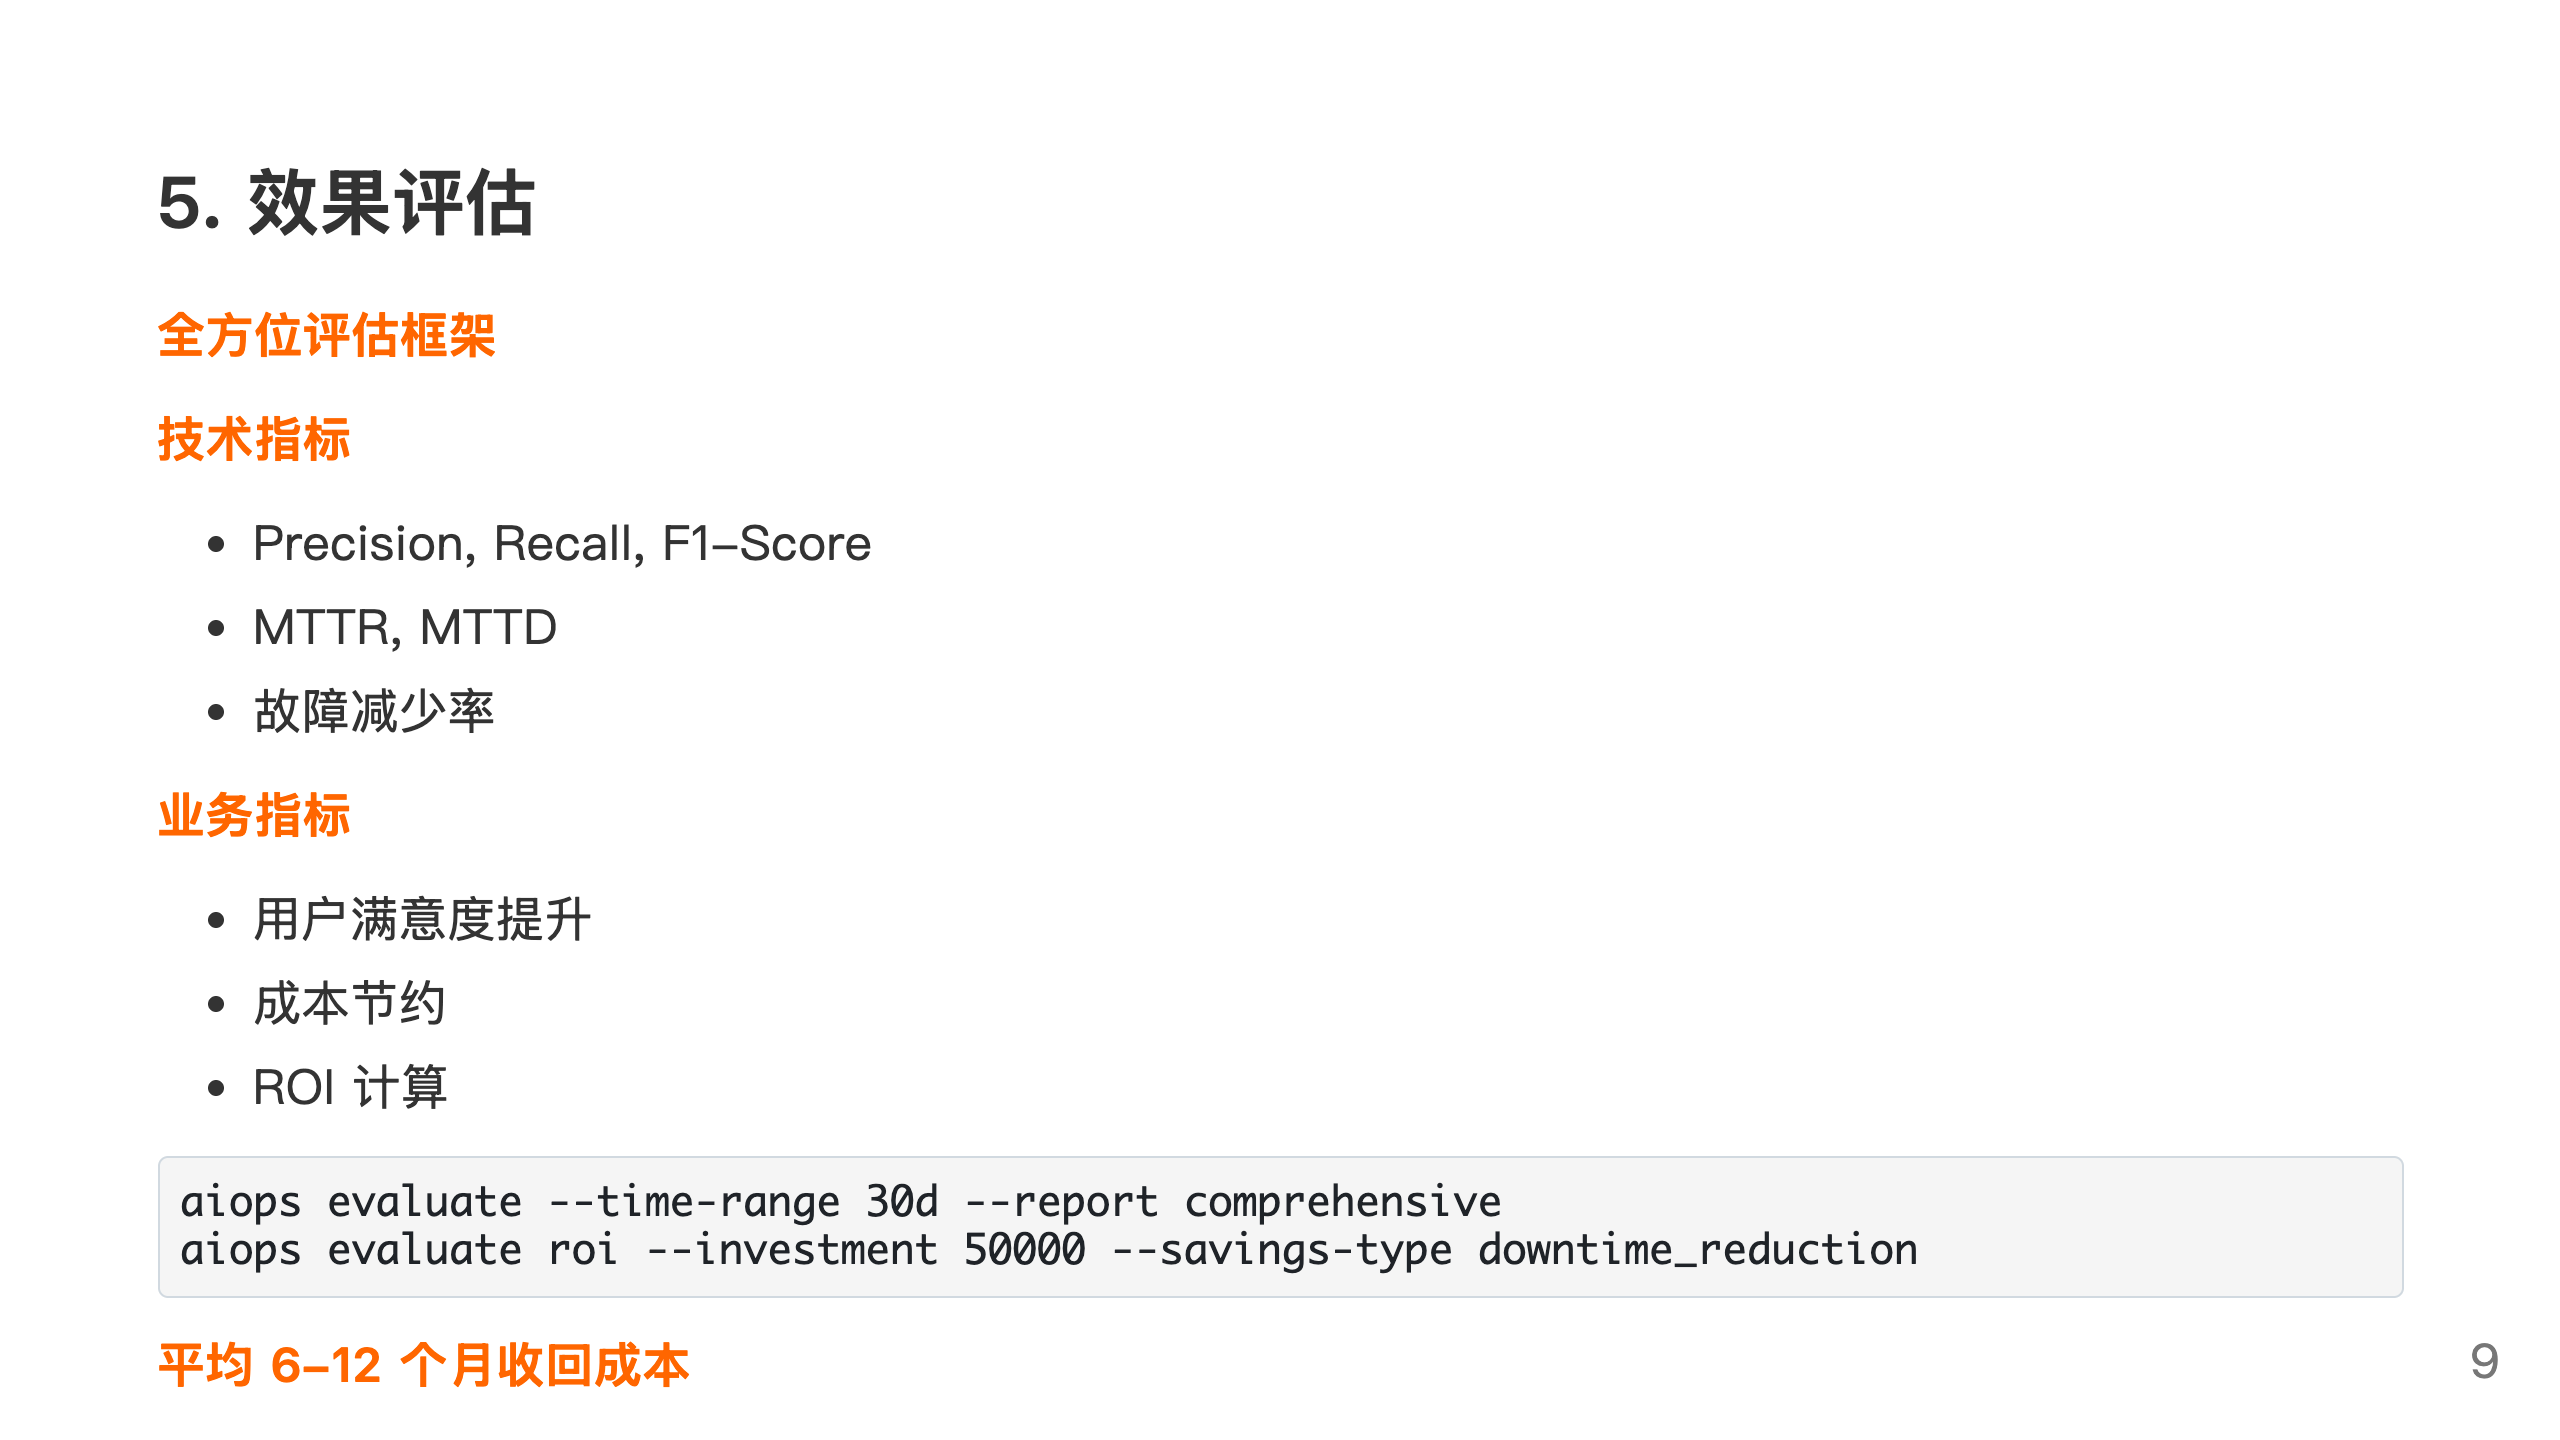 5. 效果评估
全方位评估框架
技术指标
• Precision, Recall, F1-Score
• MTTR, MTTD
• 故障减少率
业务指标
• 用户满意度提升
• 成本节约
• ROI 计算
aiops evaluate --time-range 30d --report comprehensive
aiops evaluate roi --investment 50000 --savings-type downtime_reduction
平均 6-12 个月收回成本
9